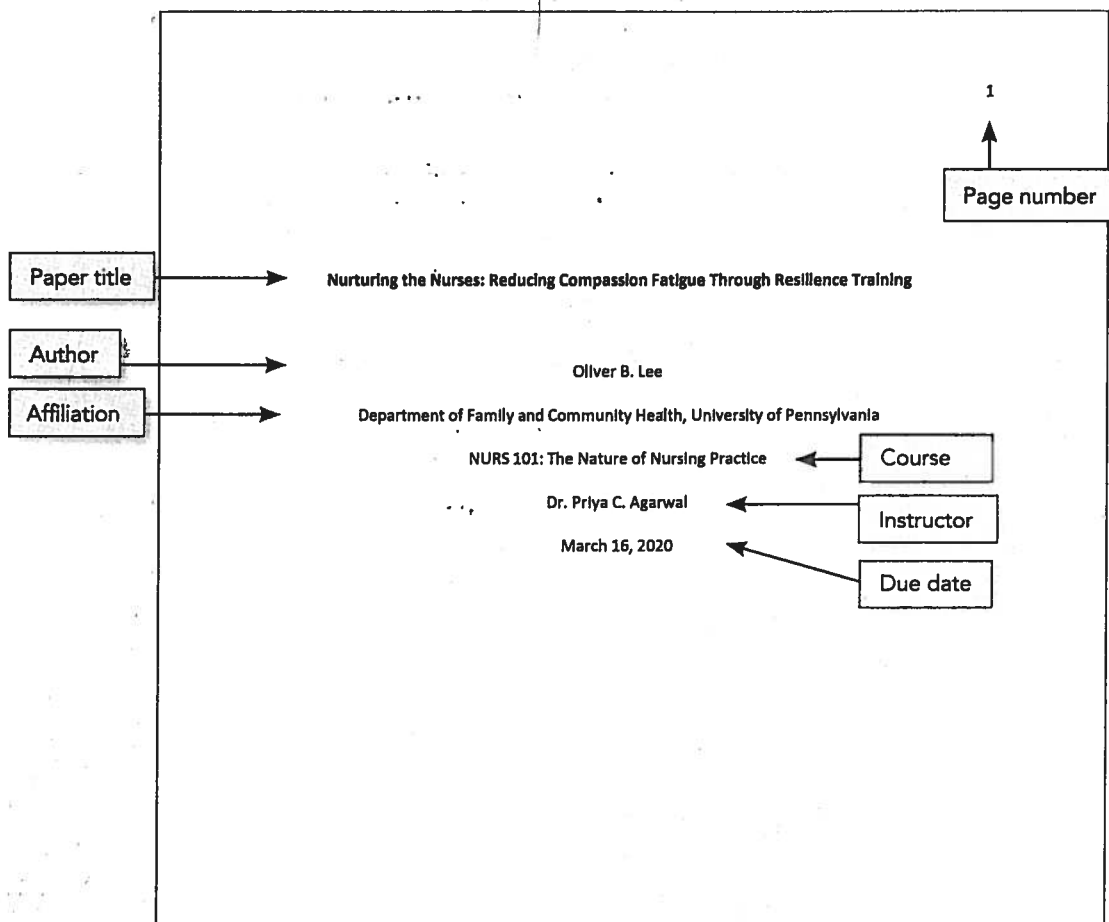 1
Page number
Paper title
Nurturing the Nurses: Reducing Compassion Fatigue Through Resilience Training
Author
Oliver B. Lee
Affiliation
Department of Family and Community Health, University of Pennsylvania
NURS 101: The Nature of Nursing Practice
Course
Dr. Priya C. Agarwal
Instructor
March 16, 2020
Due date